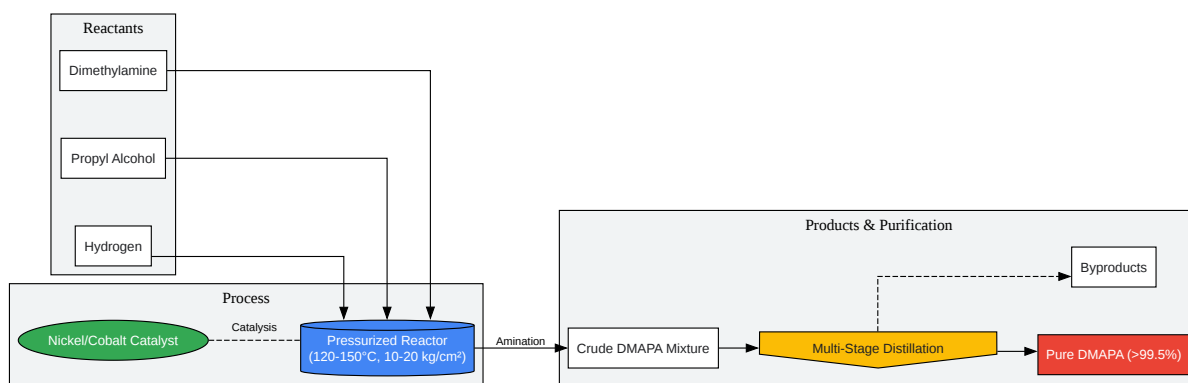 Reactants
Dimethylamine
Propyl Alcohol
Hydrogen
Process
Nickel/Cobalt Catalyst
Catalysis
Pressurized Reactor
(120-150°C, 10-20 kg/cm²)
Amination
Products & Purification
Byproducts
Crude DMAPA Mixture
Multi-Stage Distillation
Pure DMAPA (>99.5%)